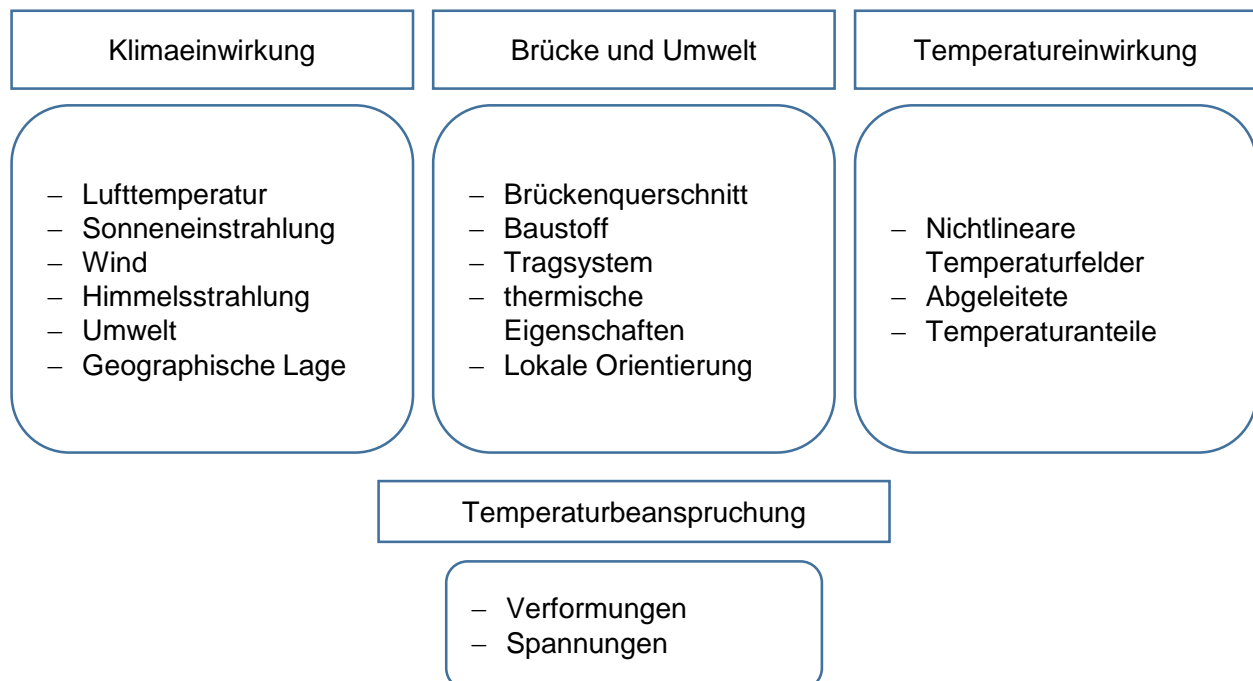 Klimaeinwirkung
– Lufttemperatur
– Sonneneinstrahlung
– Wind
– Himmelsstrahlung
– Umwelt
– Geographische Lage
Brücke und Umwelt
– Brückenquerschnitt
– Baustoff
– Tragsystem
– thermische
Eigenschaften
– Lokale Orientierung
Temperatureinwirkung
– Nichtlineare
Temperaturfelder
– Abgeleitete
– Temperaturanteile
Temperaturbeanspruchung
– Verformungen
– Spannungen